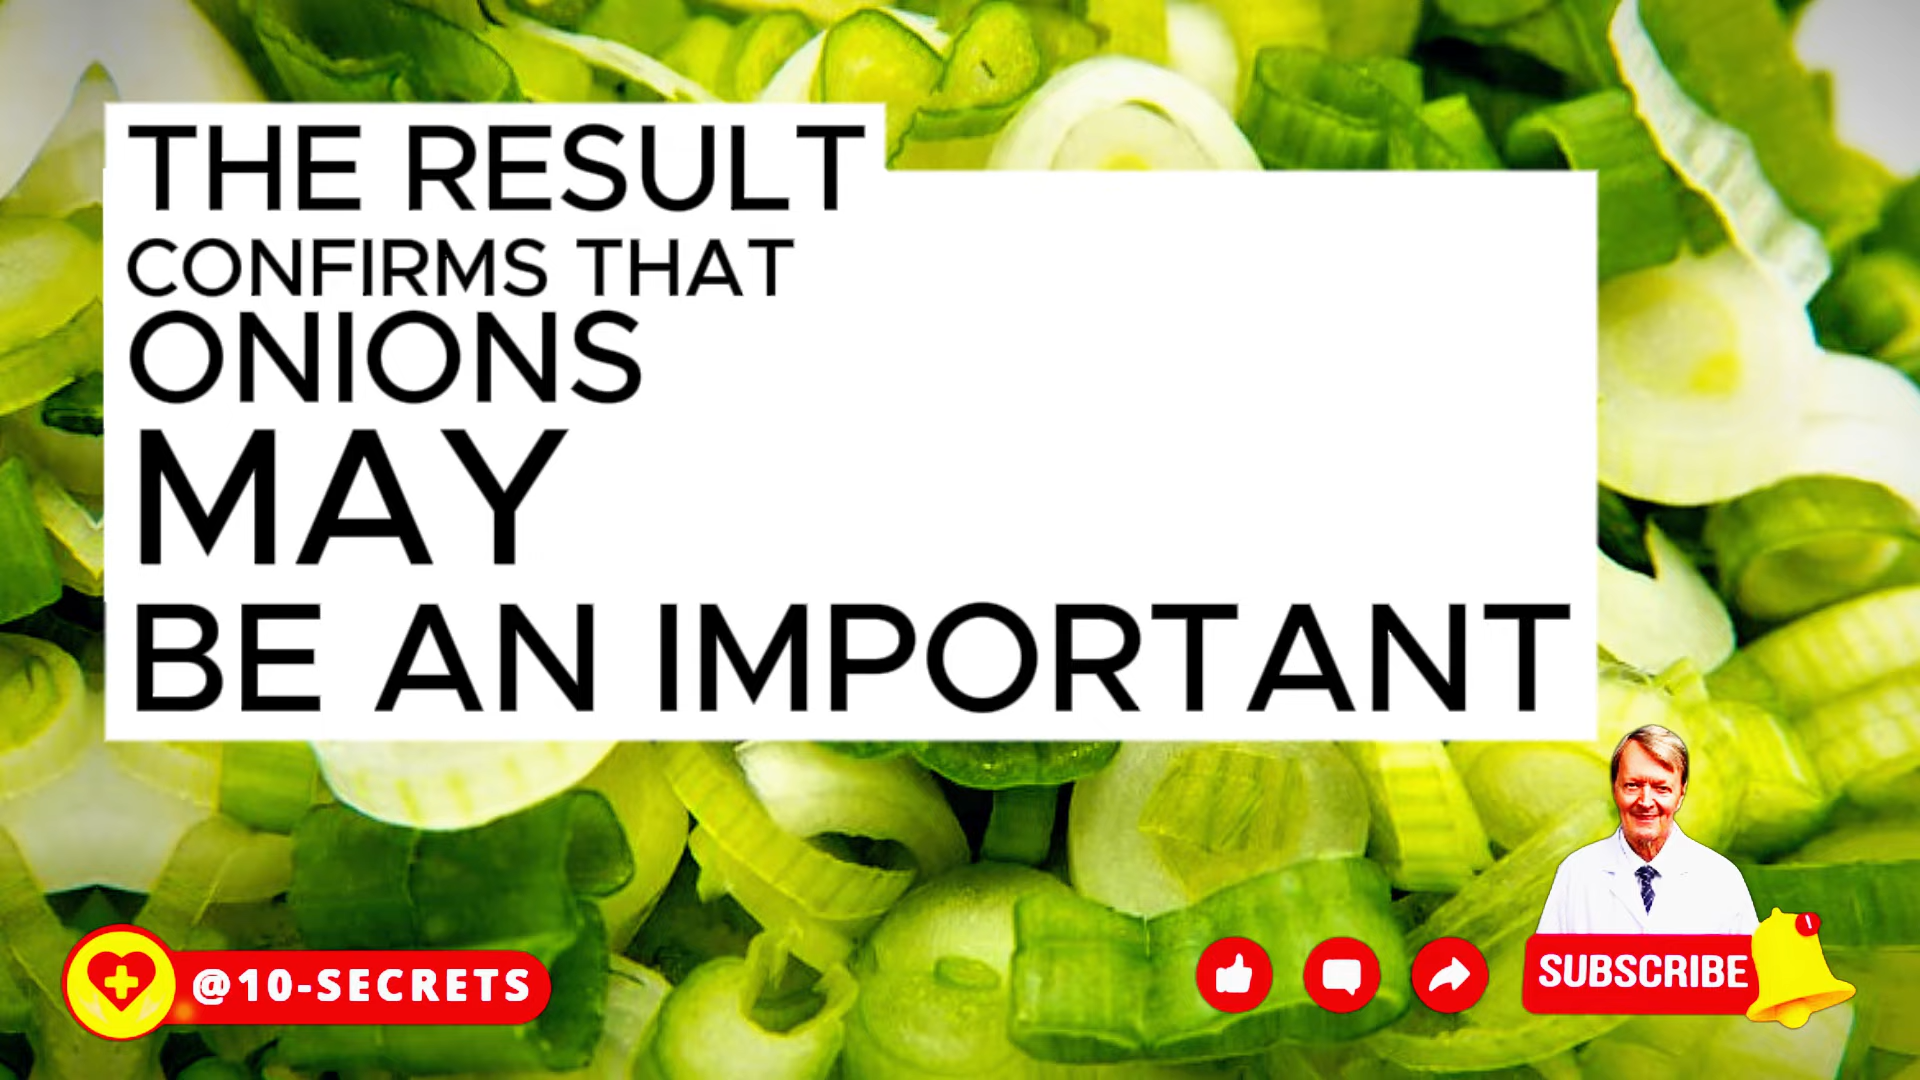 THE RESULT
CONFIRMS THAT
ONIONS
MAY
BE AN IMPORTANT
@10-SECRETS
SUBSCRIBE